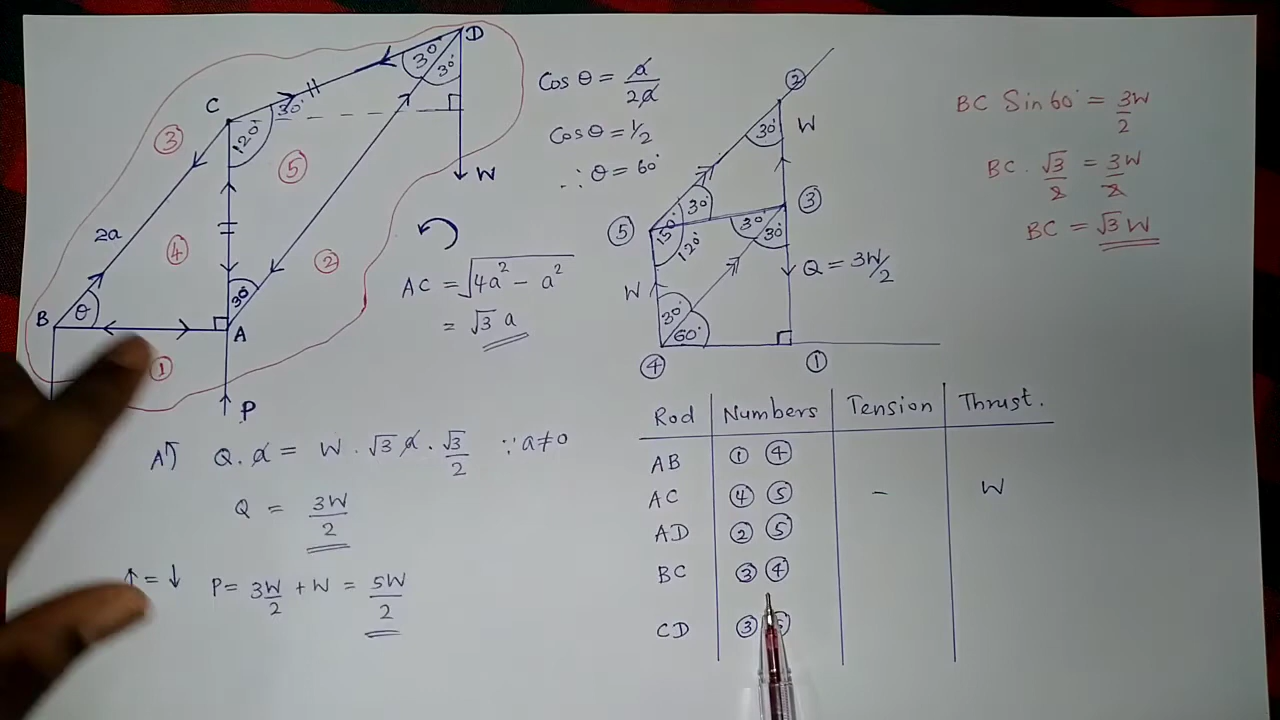 D
30°
30°
C
30°
120°
③
⑤
W
2a
④
②
30°
B
θ
A
①
P
Cos θ = a/2a
Cosθ = 1/2
∴ θ = 60°
AC = √(4a² - a²)
= √3 a
A Q. a = W. √3 a. √3/2 ∵ a≠0
Q = 3W/2
↑ = ↓ P = 3W/2 + W = 5W/2
②
30°
W
③
⑤
30°
150°
120°
30°
30°
Q = 3W/2
W
30°
60°
④
①
BC Sin 60° = 3W/2
BC. √3/2 = 3W/2
BC = √3 W
Rod Numbers Tension Thrust.
AB ① ④
AC ④ ⑤ - W
AD ② ⑤
BC ③ ④
CD ③ ⑤